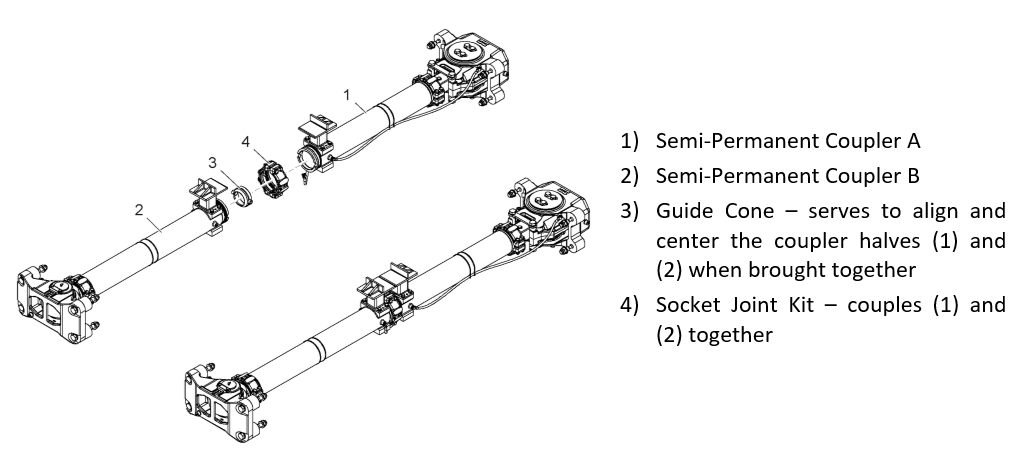 1
4
3
2
1) Semi-Permanent Coupler A
2) Semi-Permanent Coupler B
3) Guide Cone – serves to align and
center the coupler halves (1) and
(2) when brought together
4) Socket Joint Kit – couples (1) and
(2) together